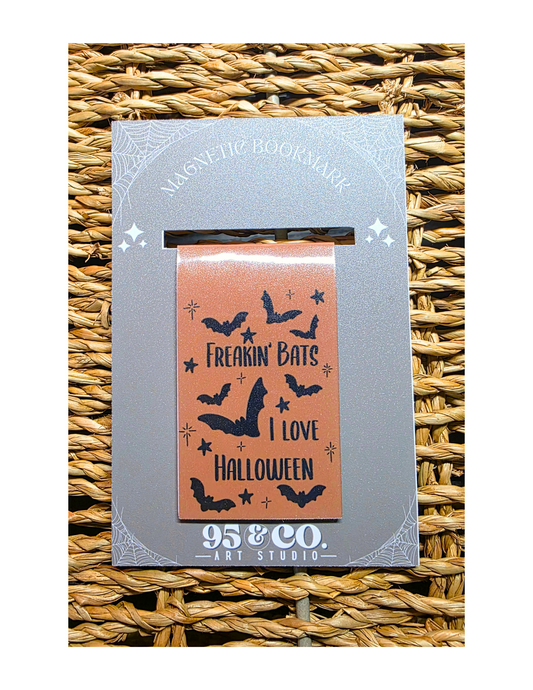 MAGNETIC BOOKMARK
FREAKIN' BATS
I LOVE
HALLOWEEN
95 & CO.
ART STUDIO